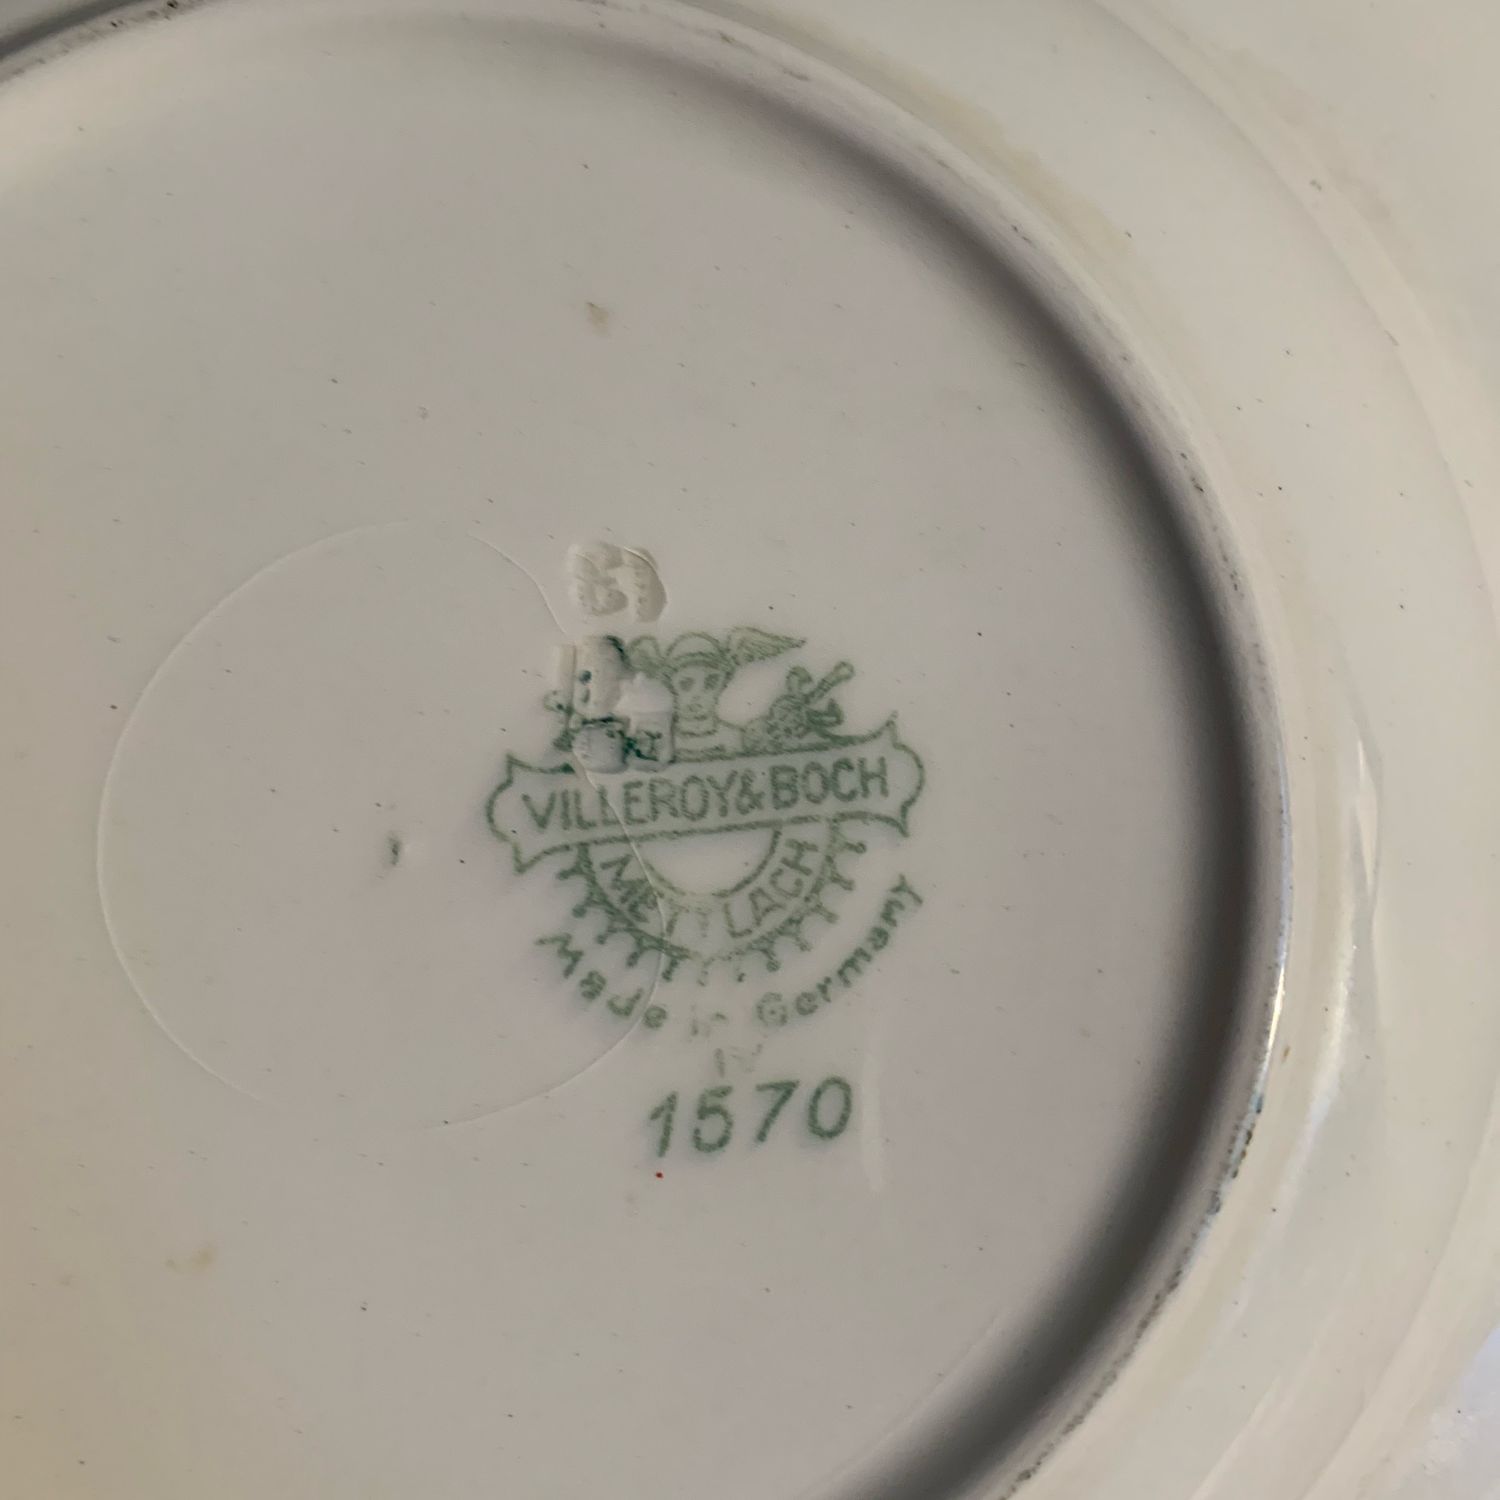 VILLEROY&BOCH
METTLACH
Made in Germany
1570